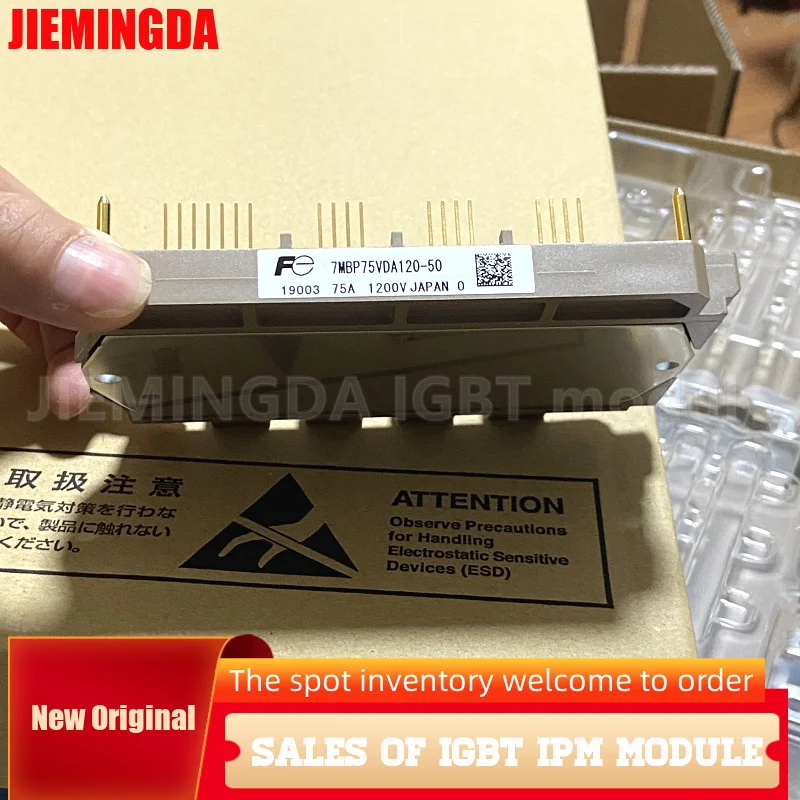 JIEMINGDA
Fe 7MBP75VDA120-50
19003 75A 1200V JAPAN 0
JIEMINGDA IGBT module
取扱注意
静電気対策を行わな
で、製品に触れない
ください。
ATTENTION
Observe Precautions
for Handling
Electrostatic Sensitive
Devices (ESD)
The spot inventory welcome to order
New Original
SALES OF IGBT IPM MODULE